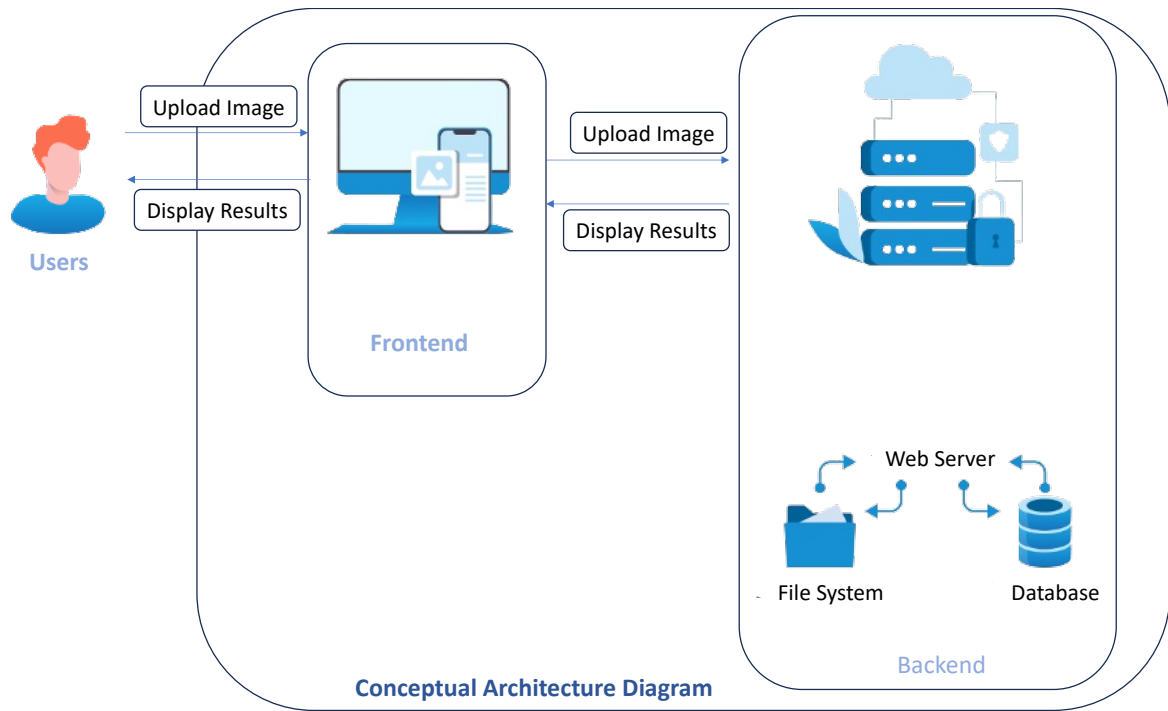 Upload Image
Display Results
Users
Frontend
Upload Image
Display Results
Web Server
File System
Database
Backend
Conceptual Architecture Diagram